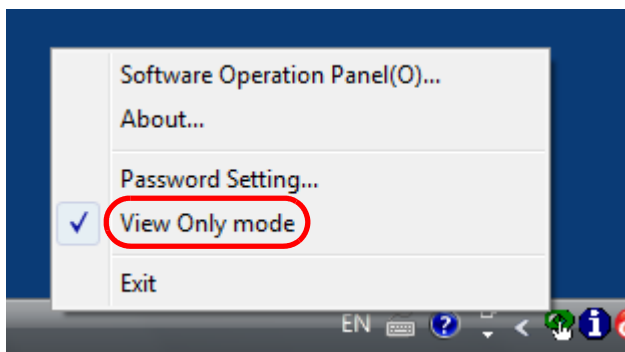 Software Operation Panel(O)...
About...
Password Setting...
View Only mode
Exit
EN